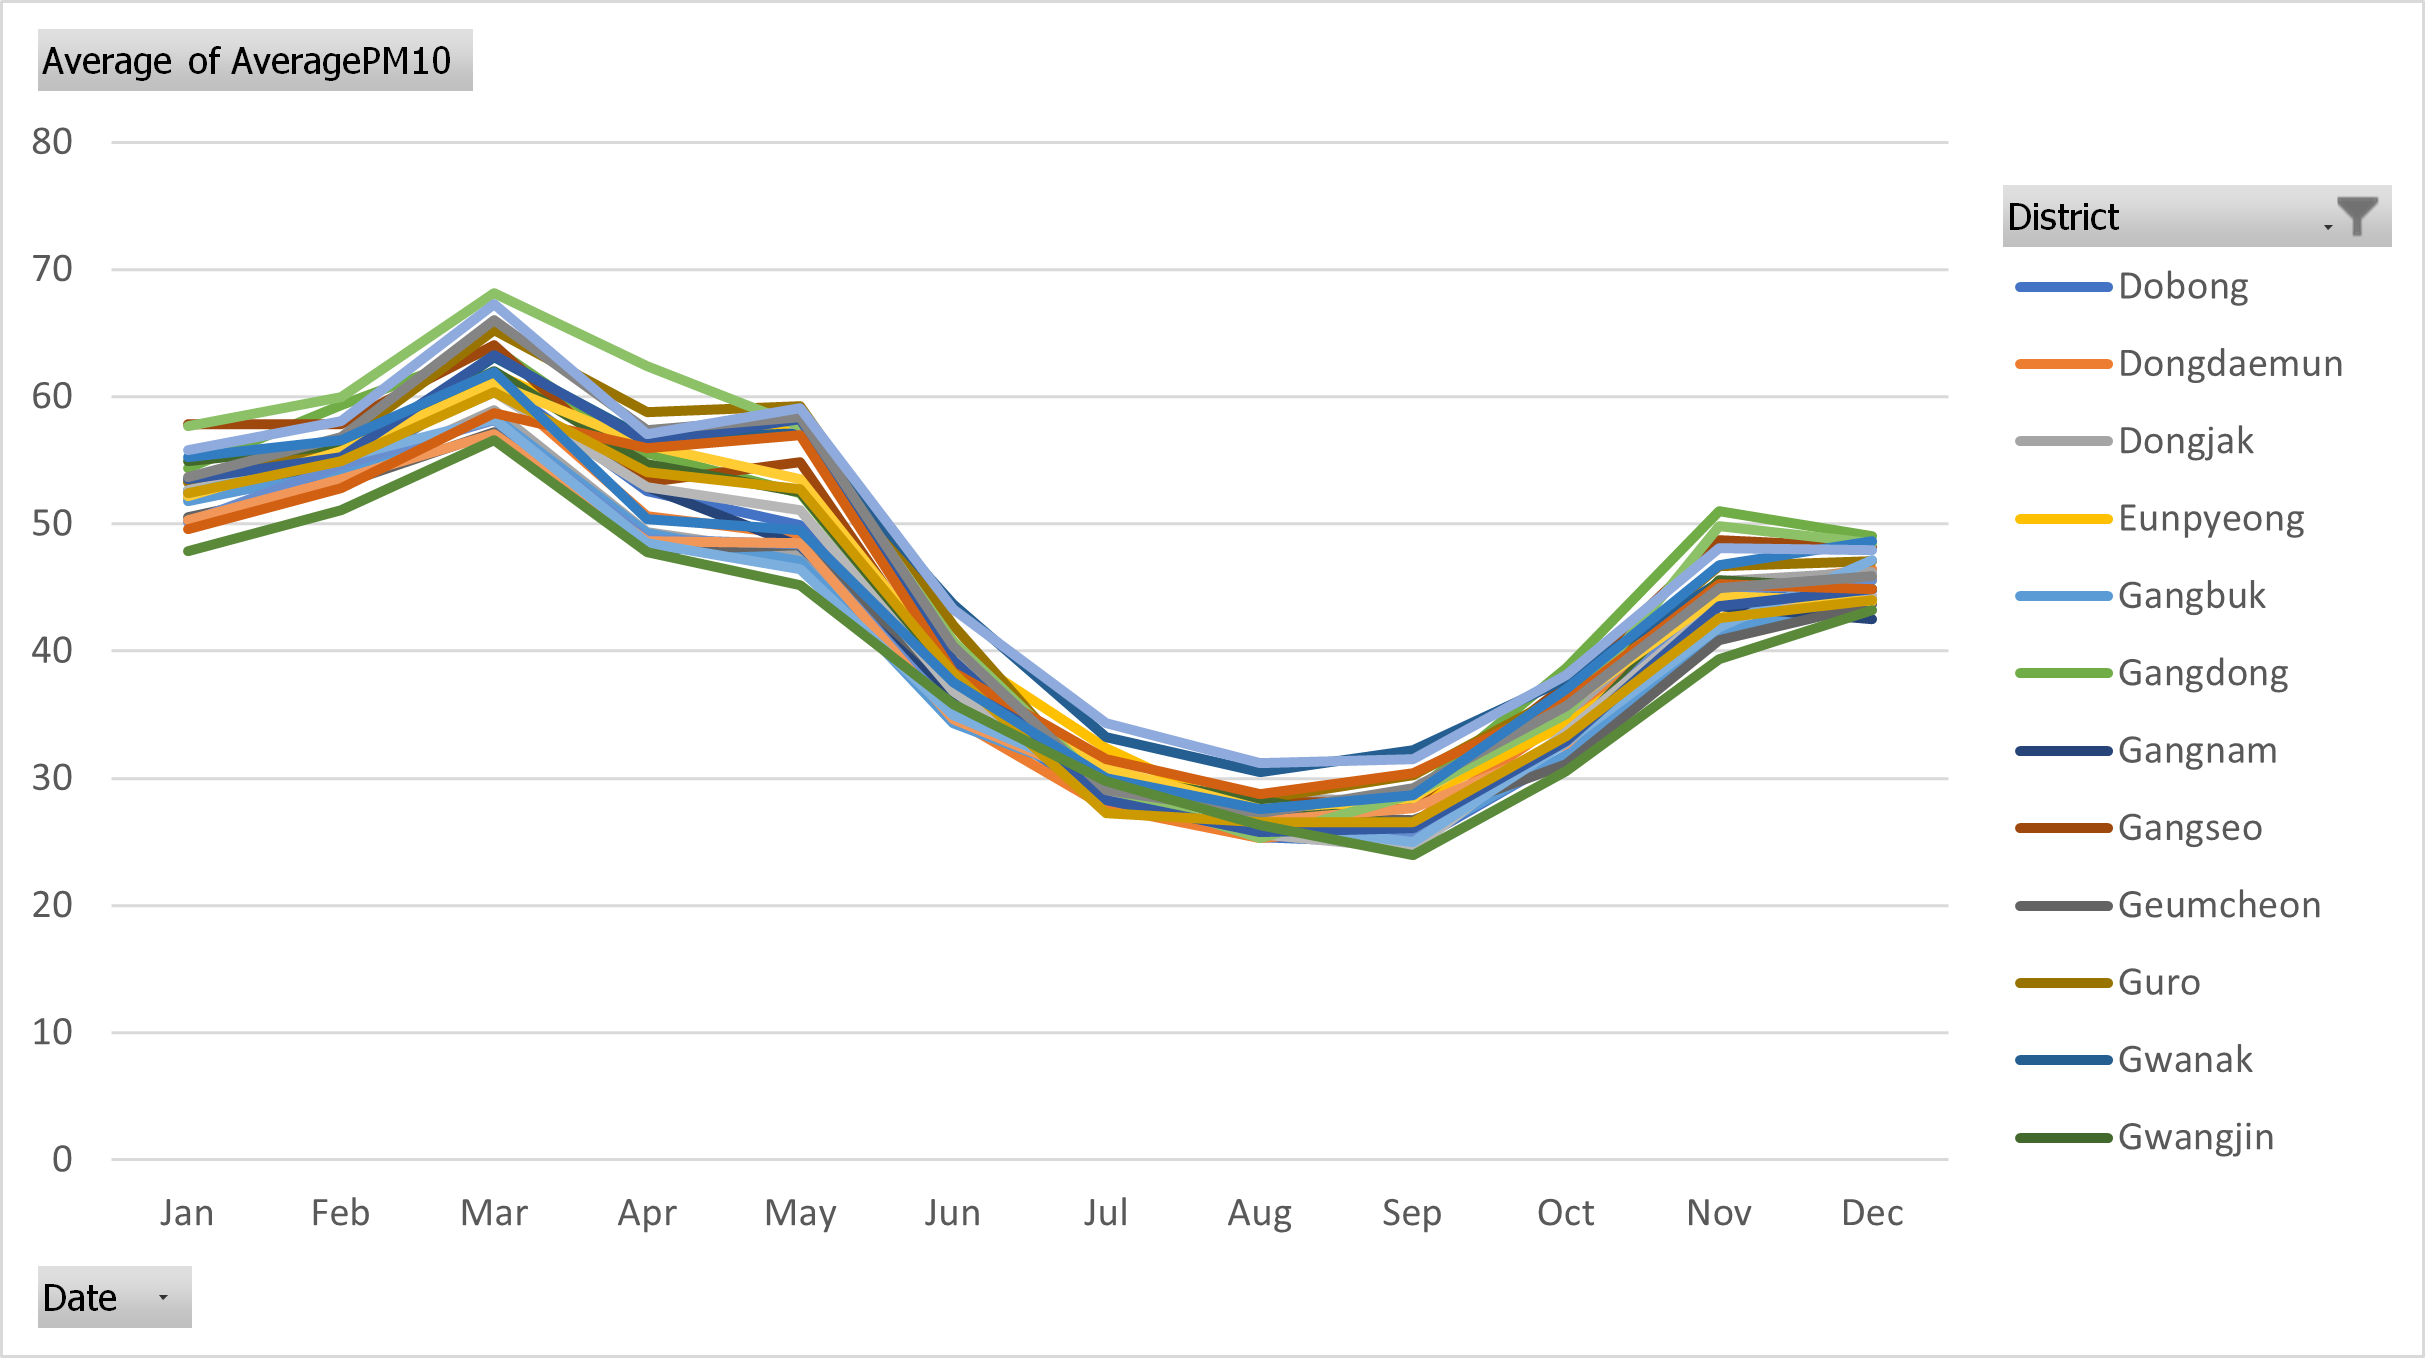 Average of AveragePM10
80
70
60
50
40
30
20
10
0
Jan Feb Mar Apr May Jun Jul Aug Sep Oct Nov Dec
Date
District
Dobong
Dongdaemun
Dongjak
Eunpyeong
Gangbuk
Gangdong
Gangnam
Gangseo
Geumcheon
Guro
Gwanak
Gwangjin